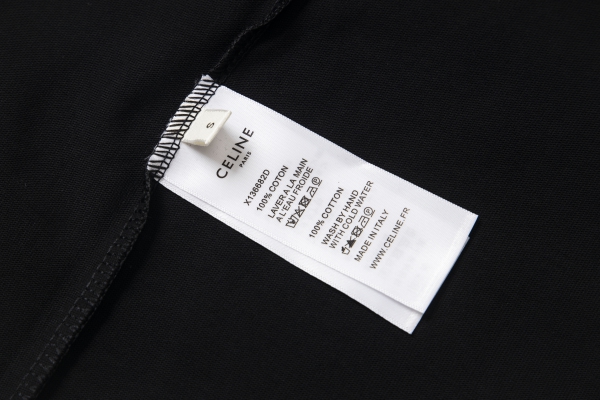 S
CELINE
PARIS
X136682D
100% COTON
LAVER A LA MAIN
A L'EAU FROIDE
100% COTTON
WASH BY HAND
WITH COLD WATER
MADE IN ITALY
WWW.CELINE.FR